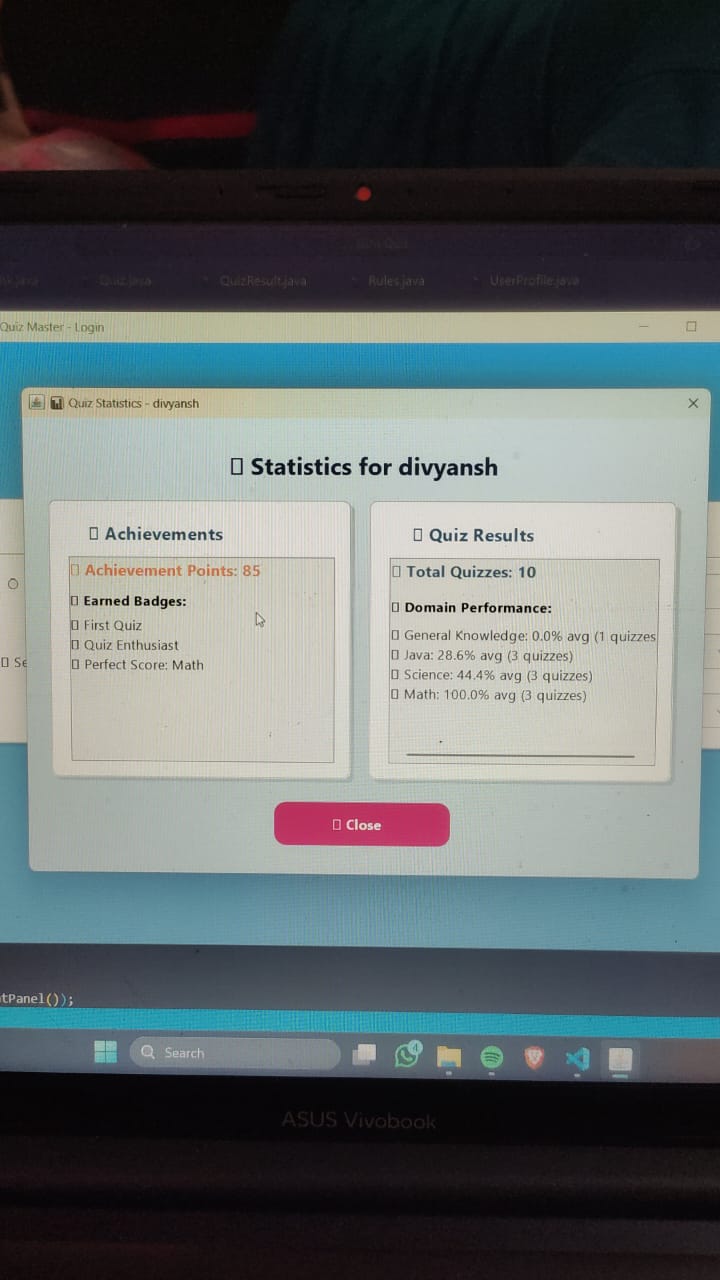 Quiz.java
QuizResult.java
Rules.java
UserProfile.java
Quiz Master - Login
Quiz Statistics - divyansh
Statistics for divyansh
Achievements
Achievement Points: 85
Earned Badges:
First Quiz
Quiz Enthusiast
Perfect Score: Math
Quiz Results
Total Quizzes: 10
Domain Performance:
General Knowledge: 0.0% avg (1 quizzes
Java: 28.6% avg (3 quizzes)
Science: 44.4% avg (3 quizzes)
Math: 100.0% avg (3 quizzes)
Se
Close
tPanel());
Search
4
ASUS Vivobook